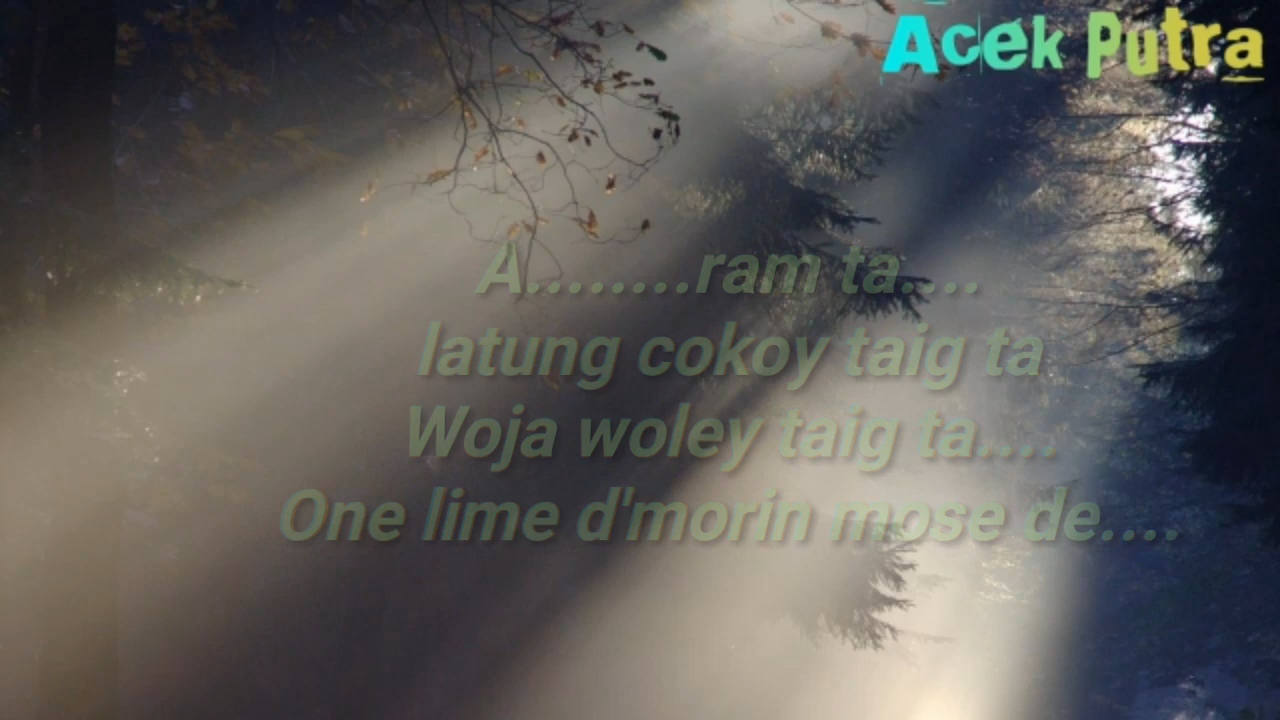 Acek Putra
A........ram ta....
latung cokoy taig ta
Woja woley taig ta....
One lime d'morin mose de....